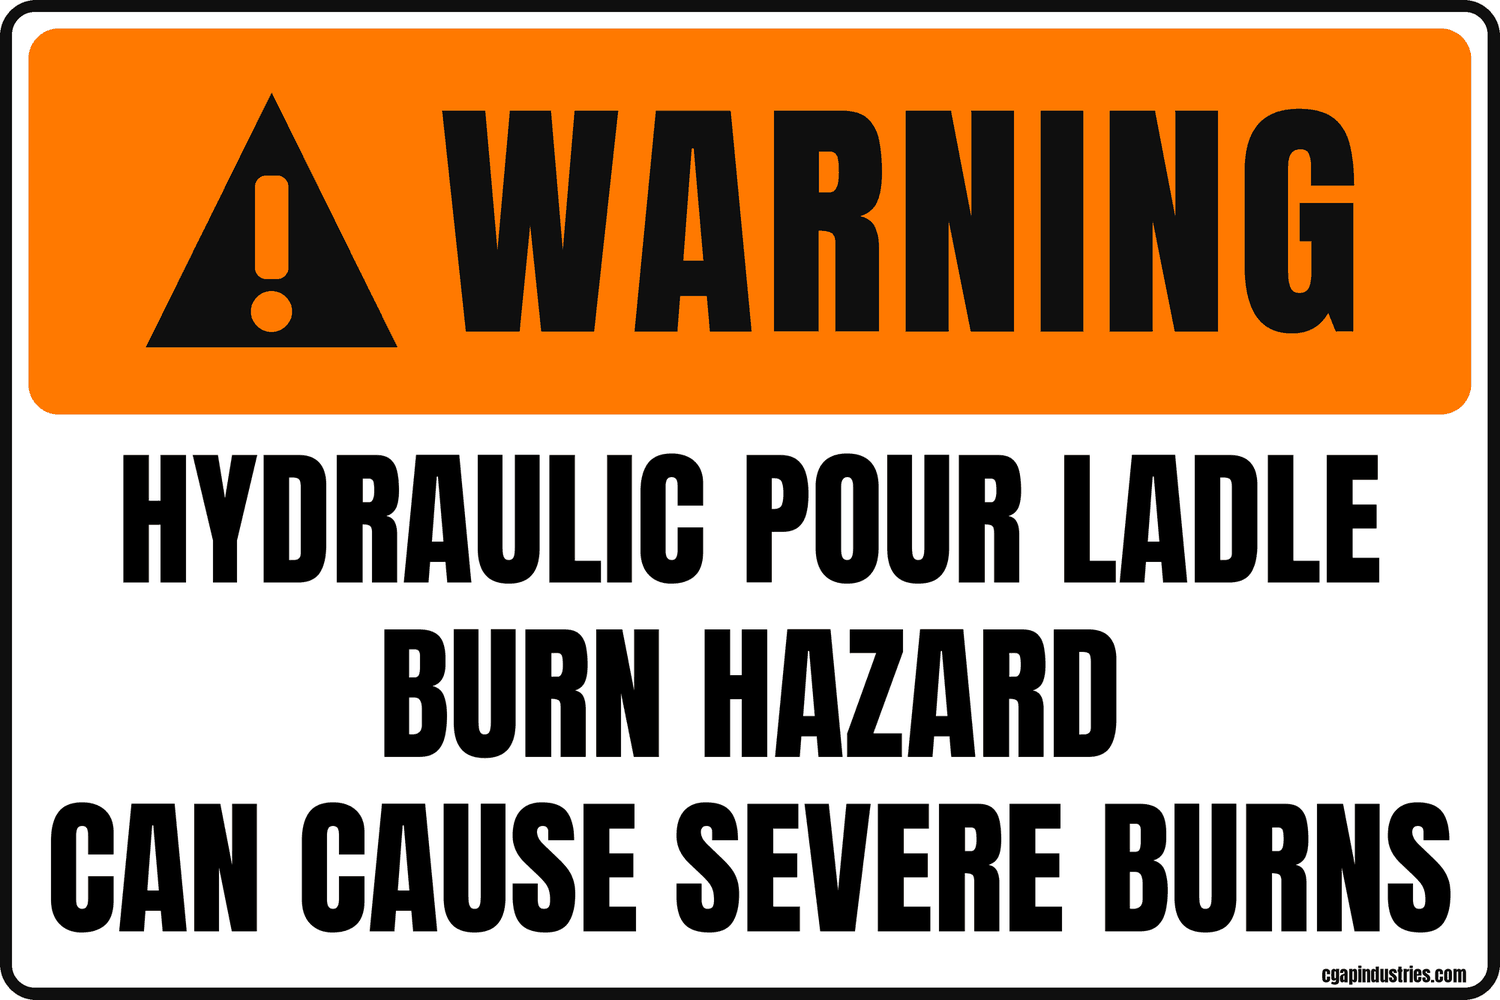 WARNING
HYDRAULIC POUR LADLE
BURN HAZARD
CAN CAUSE SEVERE BURNS
cgapindustries.com